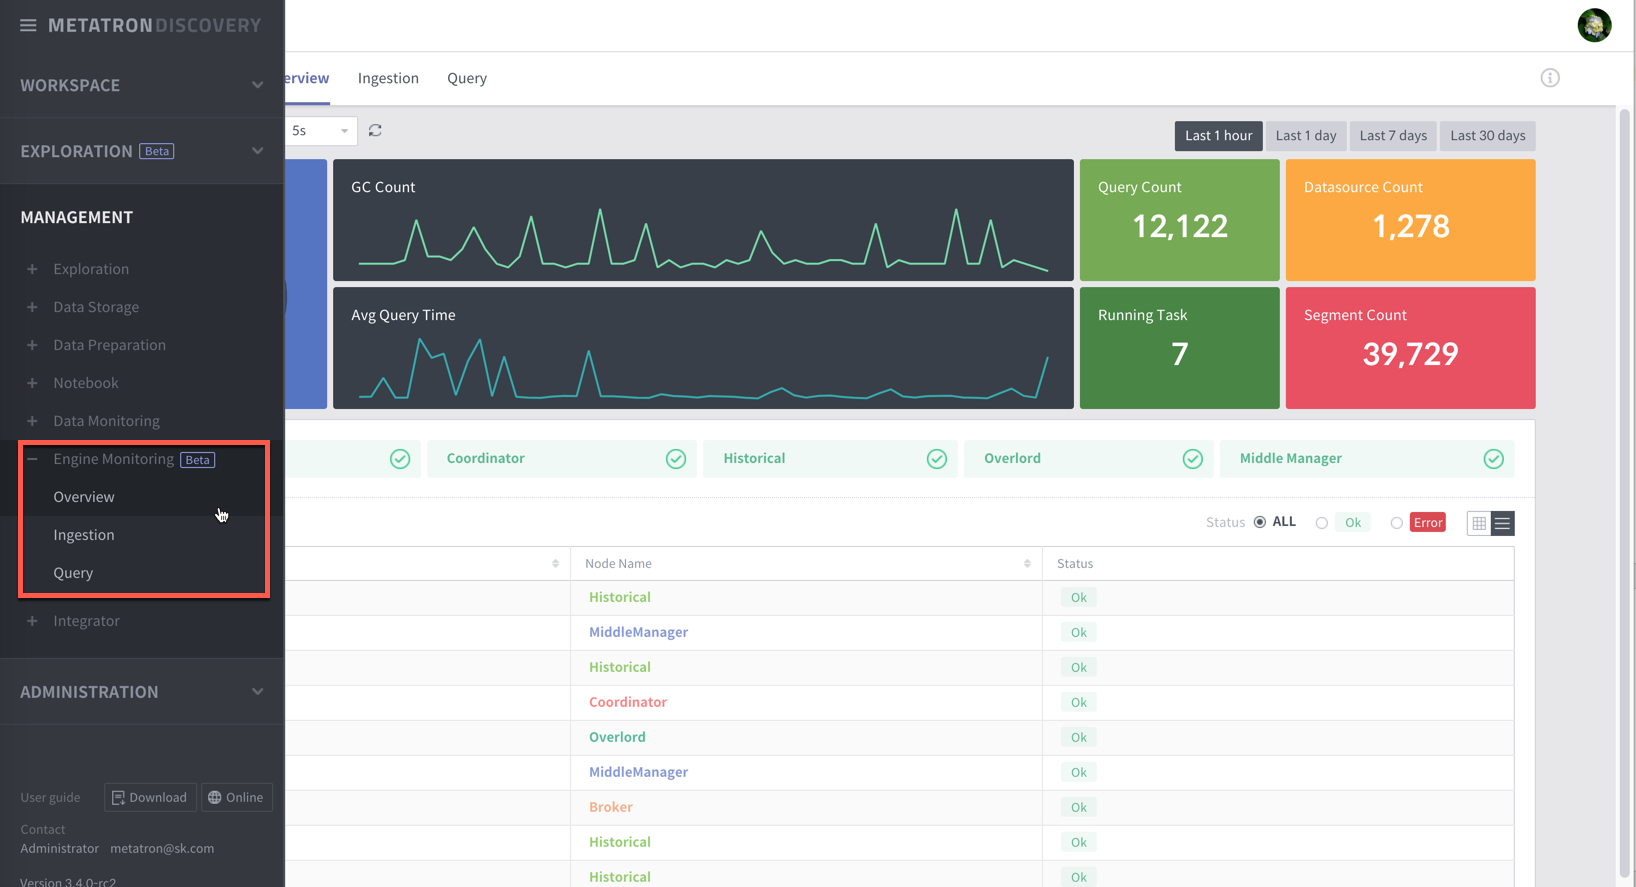 METATRONDISCOVERY
WORKSPACE
EXPLORATION Beta
MANAGEMENT
Exploration
Data Storage
Data Preparation
Notebook
Data Monitoring
Engine Monitoring Beta
Overview
Ingestion
Query
Integrator
ADMINISTRATION
User guide Download Online
Contact
Administrator metatron@sk.com
Version 3.4.0-rc2
erview Ingestion Query
5s
Last 1 hour Last 1 day Last 7 days Last 30 days
GC Count
Query Count
12,122
Datasource Count
1,278
Avg Query Time
Running Task
7
Segment Count
39,729
Coordinator Historical Overlord Middle Manager
Status ALL Ok Error
Node Name Status
Historical Ok
MiddleManager Ok
Historical Ok
Coordinator Ok
Overlord Ok
MiddleManager Ok
Broker Ok
Historical Ok
Historical Ok